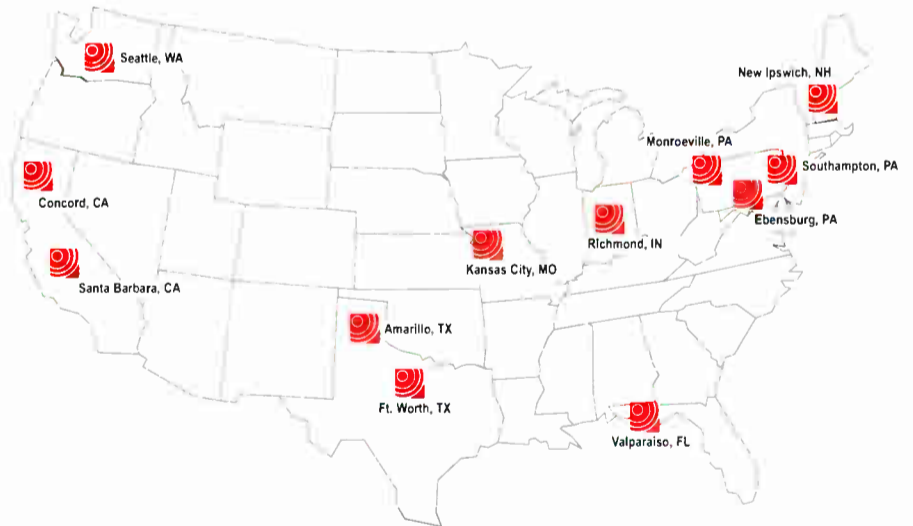 Seattle, WA
New Ipswich, NH
Monroeville, PA
Southampton, PA
Concord, CA
Ebensburg, PA
Richmond, IN
Kansas City, MO
Santa Barbara, CA
Amarillo, TX
Ft. Worth, TX
Valparaiso, FL